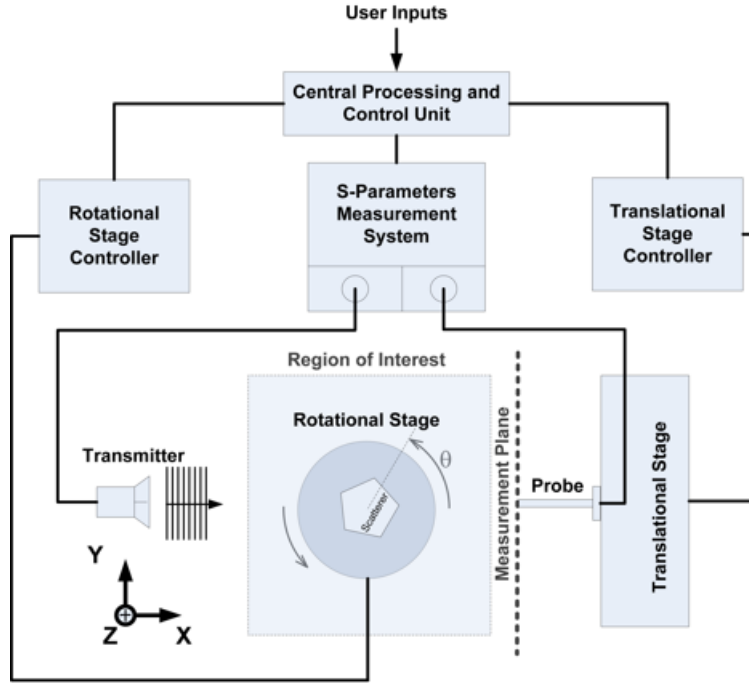 User Inputs
Central Processing and
Control Unit
Rotational
Stage
Controller
S-Parameters
Measurement
System
Translational
Stage
Controller
Region of Interest
Rotational Stage
θ
Scatterer
Transmitter
Measurement Plane
Probe
Translational Stage
Y
Z
X